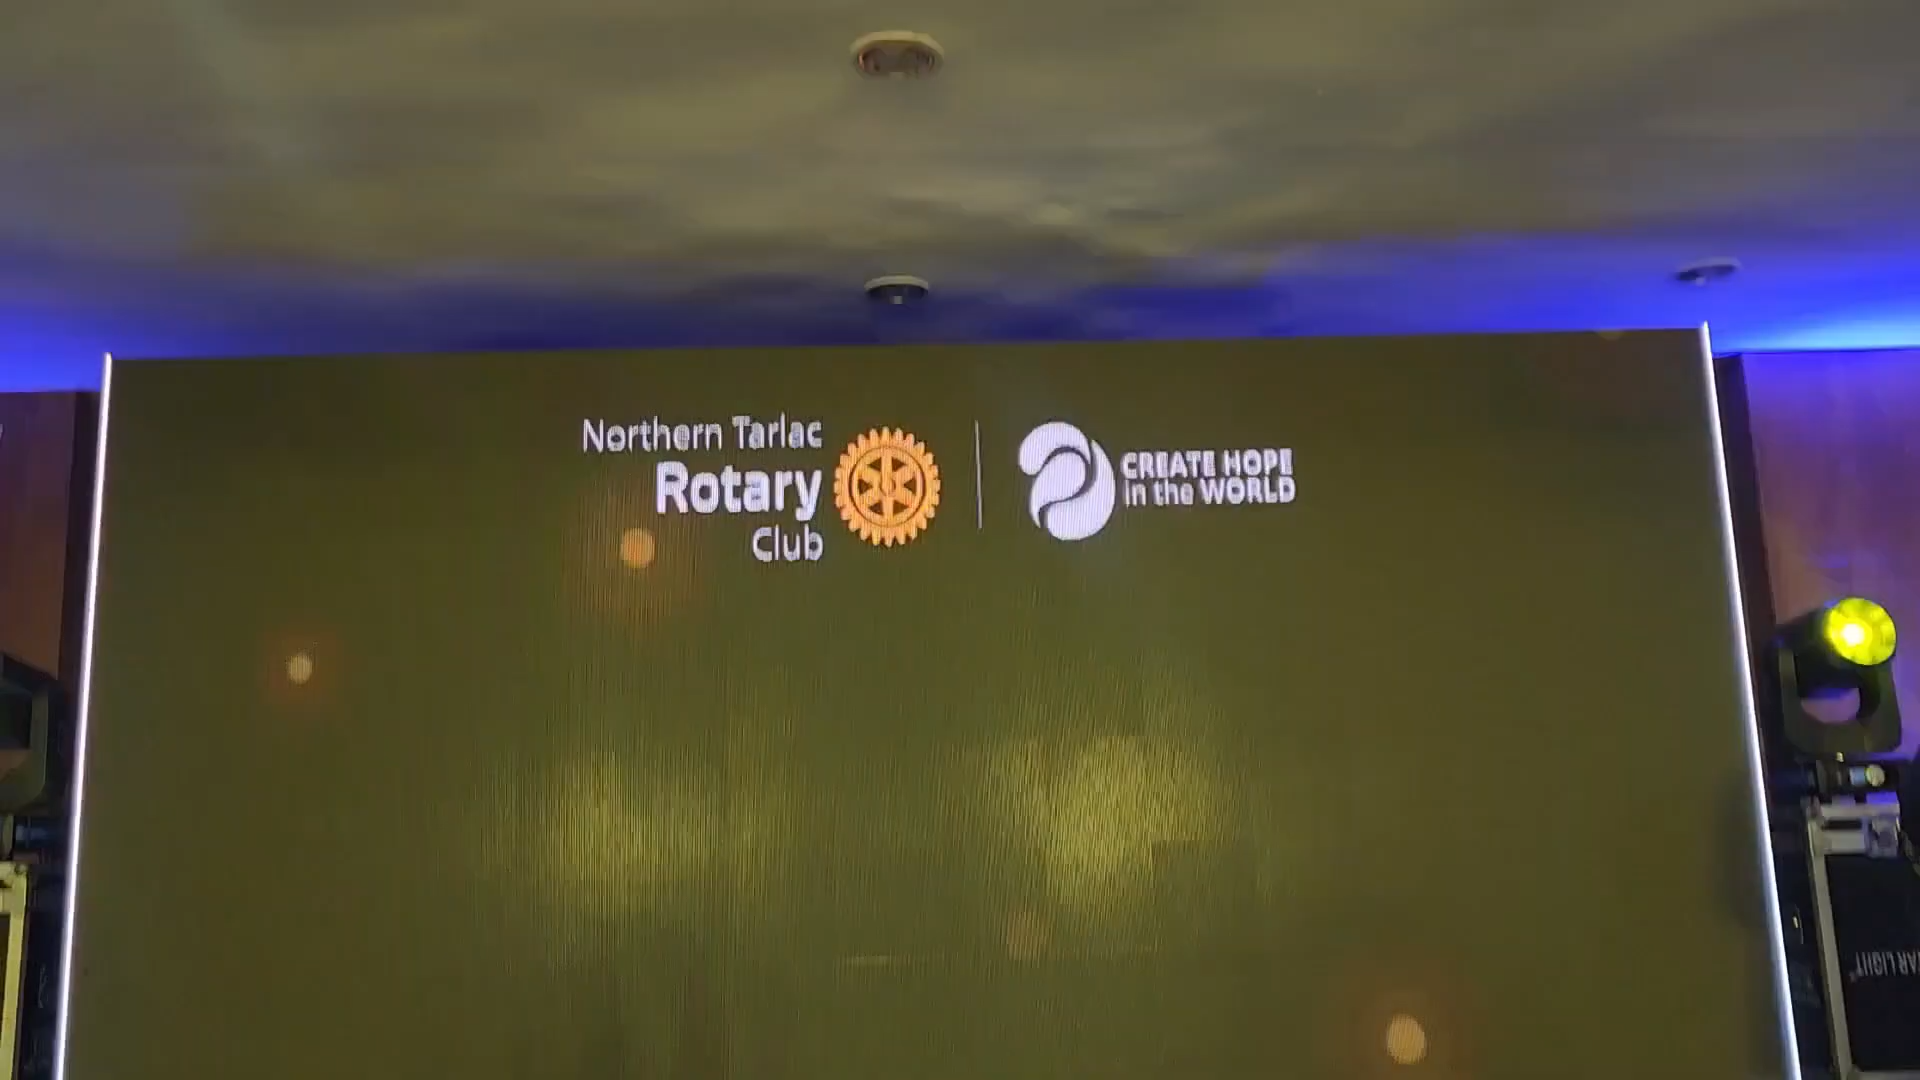 Northern Tarlac
Rotary
Club
CREATE HOPE
in the WORLD